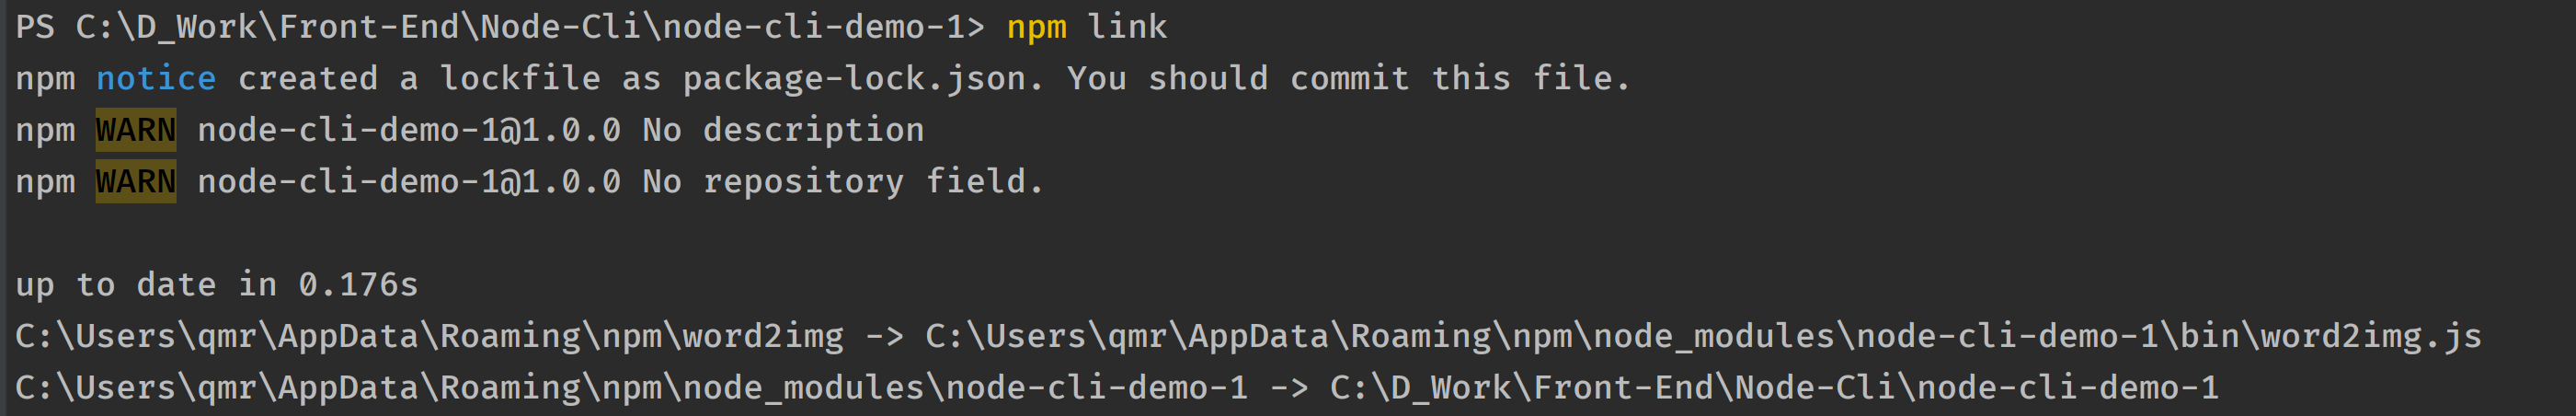 PS C:\D_Work\Front-End\Node-Cli\node-cli-demo-1> npm link
npm notice created a lockfile as package-lock.json. You should commit this file.
npm WARN node-cli-demo-1@1.0.0 No description
npm WARN node-cli-demo-1@1.0.0 No repository field.
up to date in 0.176s
C:\Users\qmr\AppData\Roaming\npm\word2img -> C:\Users\qmr\AppData\Roaming\npm\node_modules\node-cli-demo-1\bin\word2img.js
C:\Users\qmr\AppData\Roaming\npm\node_modules\node-cli-demo-1 -> C:\D_Work\Front-End\Node-Cli\node-cli-demo-1